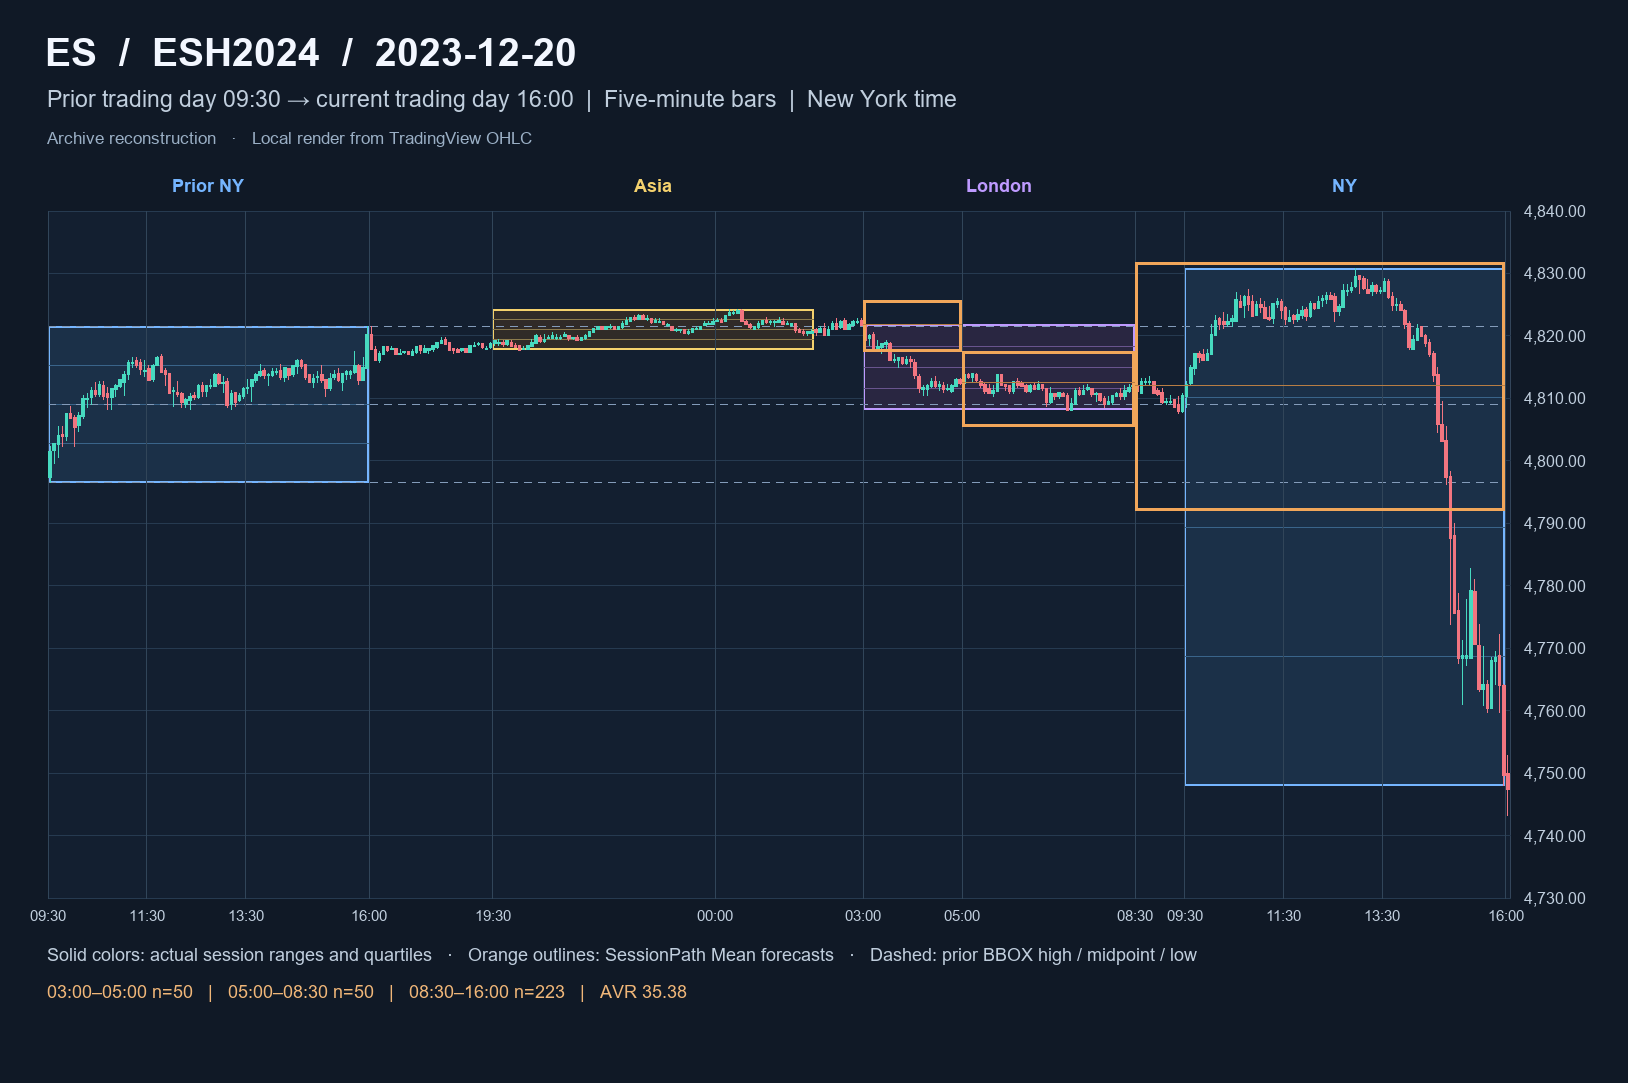 ES / ESH2024 / 2023-12-20
Prior trading day 09:30 → current trading day 16:00 | Five-minute bars | New York time
Archive reconstruction · Local render from TradingView OHLC
Prior NY Asia London NY
4,840.00
4,830.00
4,820.00
4,810.00
4,800.00
4,790.00
4,780.00
4,770.00
4,760.00
4,750.00
4,740.00
4,730.00
09:30 11:30 13:30 16:00 19:30 00:00 03:00 05:00 08:30 09:30 11:30 13:30 16:00
Solid colors: actual session ranges and quartiles · Orange outlines: SessionPath Mean forecasts · Dashed: prior BBOX high / midpoint / low
03:00–05:00 n=50 | 05:00–08:30 n=50 | 08:30–16:00 n=223 | AVR 35.38